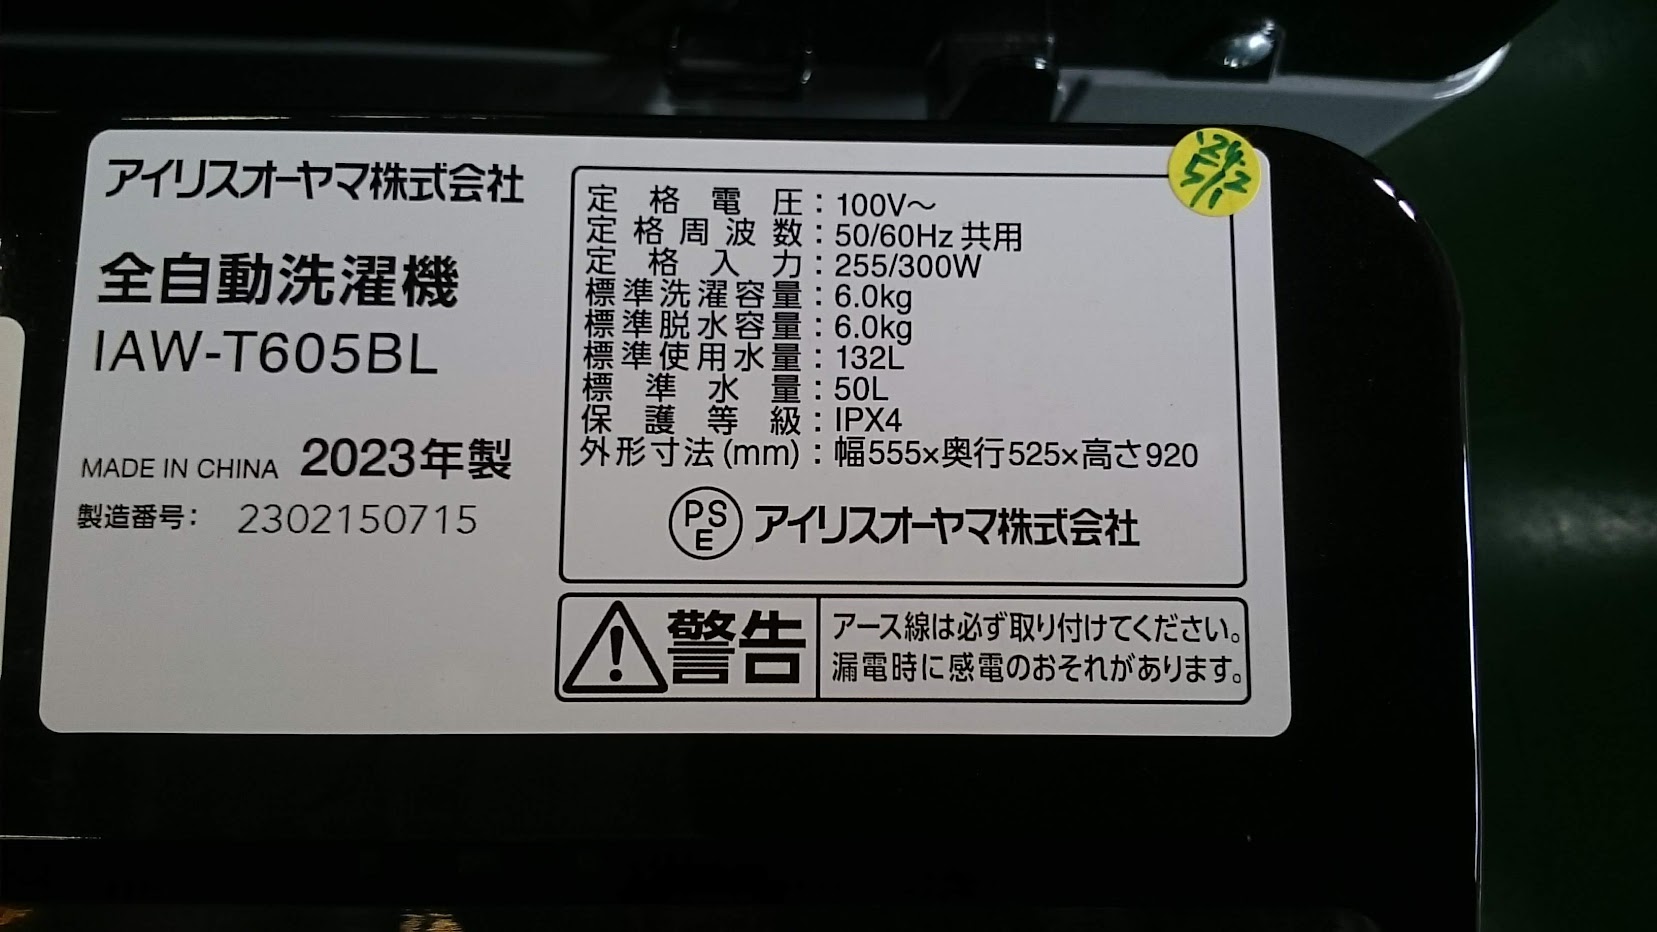 アイリスオーヤマ株式会社
全自動洗濯機
IAW-T605BL
MADE IN CHINA 2023年製
製造番号: 2302150715
定格電圧:100V～
定格周波数:50/60Hz共用
定格入力:255/300W
標準洗濯容量:6.0kg
標準脱水容量:6.0kg
標準使用水量:132L
標準水量:50L
保護等級:IPX4
外形寸法(mm):幅555×奥行525×高さ920
PSE アイリスオーヤマ株式会社
警告
アース線は必ず取り付けてください。
漏電時に感電のおそれがあります。